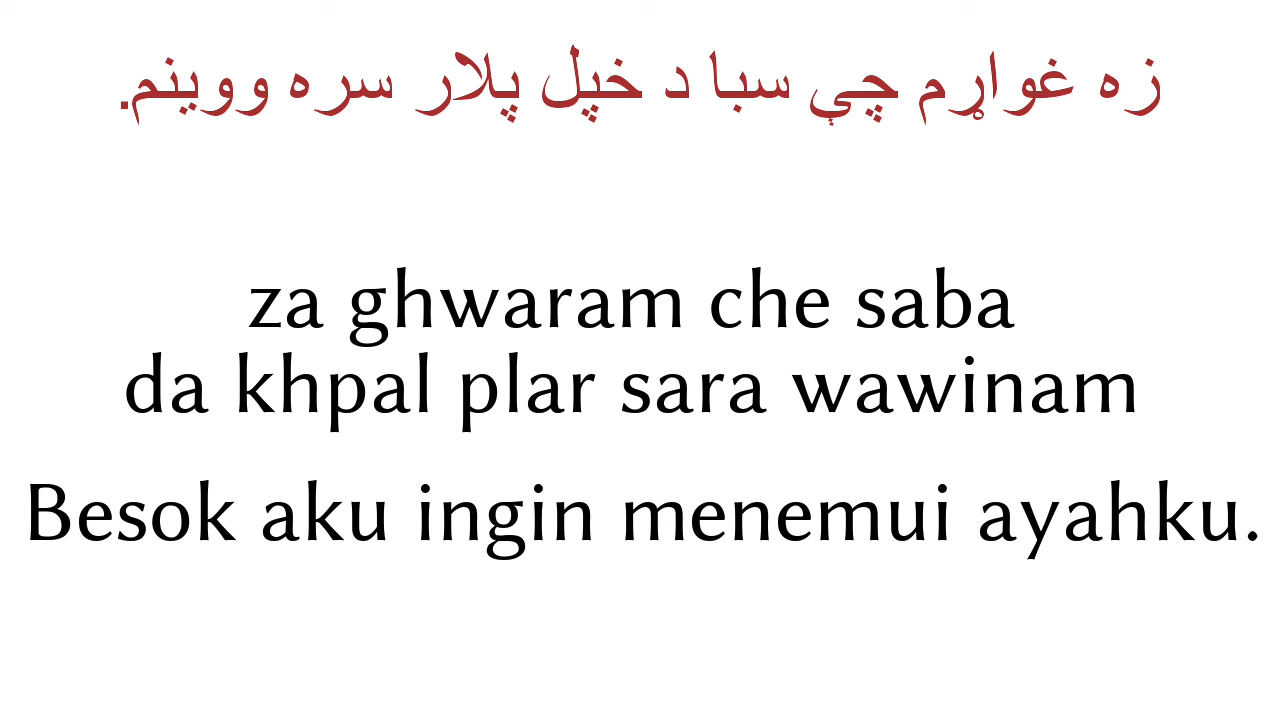 زه غواړم چې سبا د خپل پلار سره ووينم.
za ghwaram che saba
da khpal plar sara wawinam
Besok aku ingin menemui ayahku.